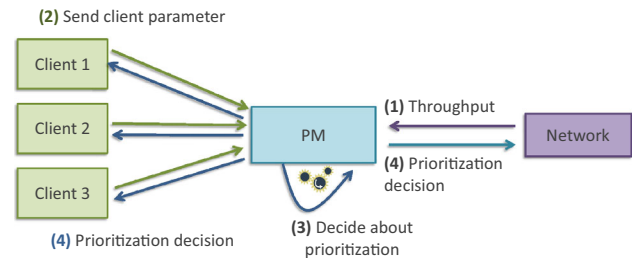 (2) Send client parameter
Client 1
Client 2
Client 3
PM
(1) Throughput
Network
(4) Prioritization
decision
(4) Prioritization decision
(3) Decide about
prioritization